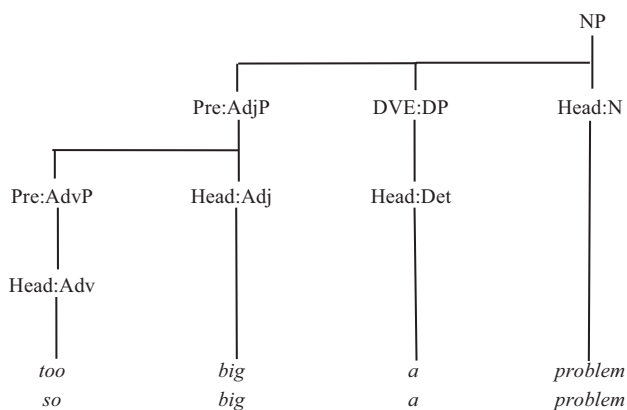 NP
Pre:AdjP DVE:DP Head:N
Pre:AdvP Head:Adj Head:Det
Head:Adv
too big a problem
so big a problem